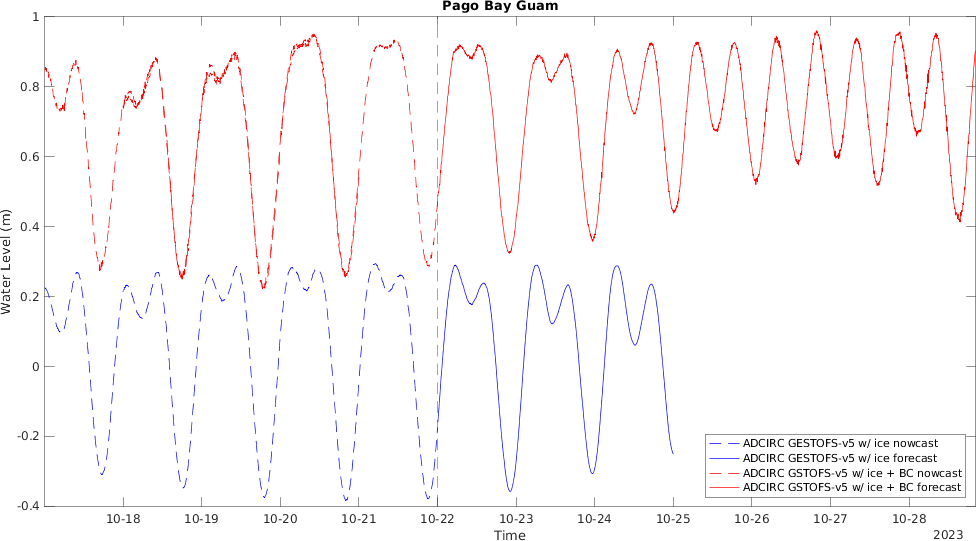 Pago Bay Guam
1
0.8
0.6
0.4
0.2
0
-0.2
-0.4
Water Level (m)
10-18 10-19 10-20 10-21 10-22 10-23 10-24 10-25 10-26 10-27 10-28
Time
2023
ADCIRC GESTOFS-v5 w/ ice nowcast
ADCIRC GESTOFS-v5 w/ ice forecast
ADCIRC GSTOFS-v5 w/ ice + BC nowcast
ADCIRC GSTOFS-v5 w/ ice + BC forecast